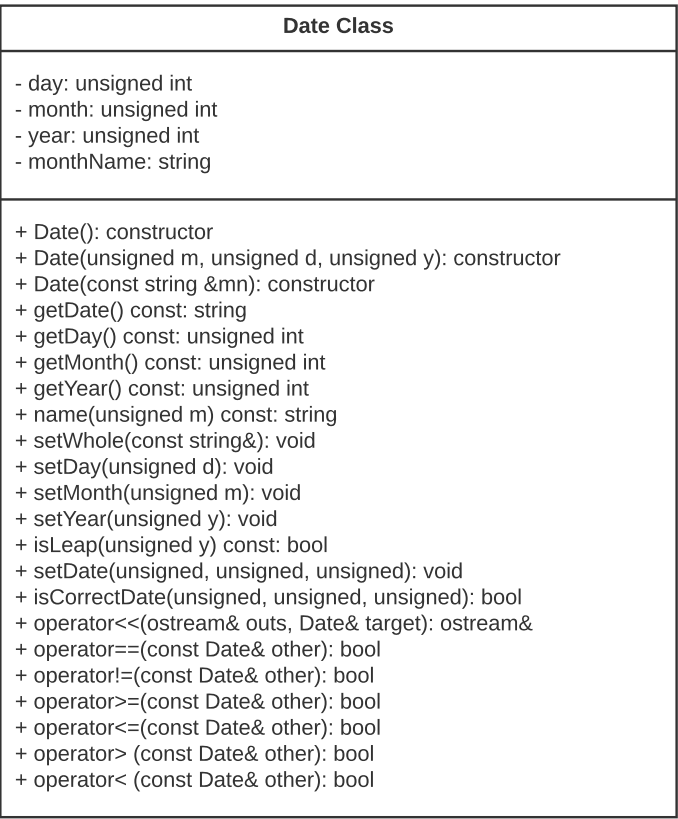 Date Class
- day: unsigned int
- month: unsigned int
- year: unsigned int
- monthName: string
+ Date(): constructor
+ Date(unsigned m, unsigned d, unsigned y): constructor
+ Date(const string &mn): constructor
+ getDate() const: string
+ getDay() const: unsigned int
+ getMonth() const: unsigned int
+ getYear() const: unsigned int
+ name(unsigned m) const: string
+ setWhole(const string&): void
+ setDay(unsigned d): void
+ setMonth(unsigned m): void
+ setYear(unsigned y): void
+ isLeap(unsigned y) const: bool
+ setDate(unsigned, unsigned, unsigned): void
+ isCorrectDate(unsigned, unsigned, unsigned): bool
+ operator<<(ostream& outs, Date& target): ostream&
+ operator==(const Date& other): bool
+ operator!=(const Date& other): bool
+ operator>=(const Date& other): bool
+ operator<=(const Date& other): bool
+ operator> (const Date& other): bool
+ operator< (const Date& other): bool